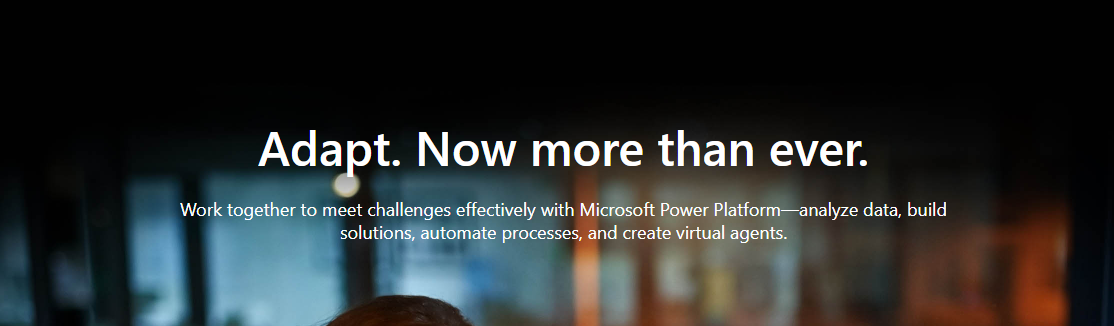 Adapt. Now more than ever.
Work together to meet challenges effectively with Microsoft Power Platform—analyze data, build
solutions, automate processes, and create virtual agents.